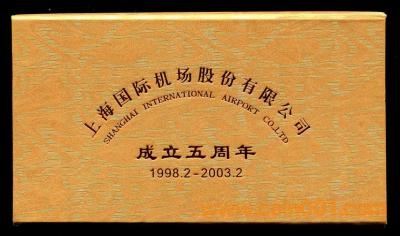 上海国际机场股份有限公司
SHANGHAI INTERNATIONAL AIRPORT CO.,LTD
成立五周年
1998.2-2003.2